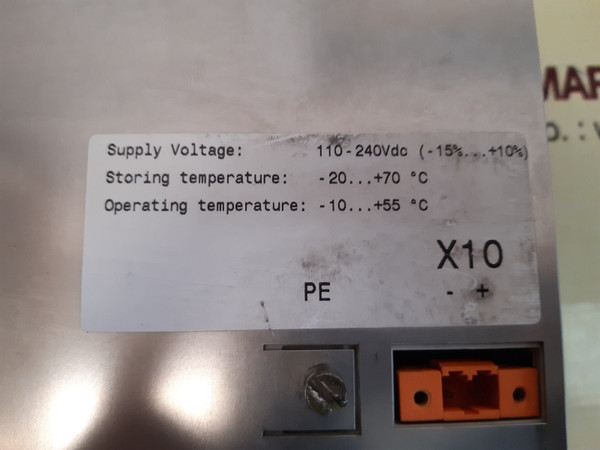 Supply Voltage: 110-240Vdc (-15%...+10%)
Storing temperature: -20...+70 °C
Operating temperature: -10...+55 °C
X10
PE - +